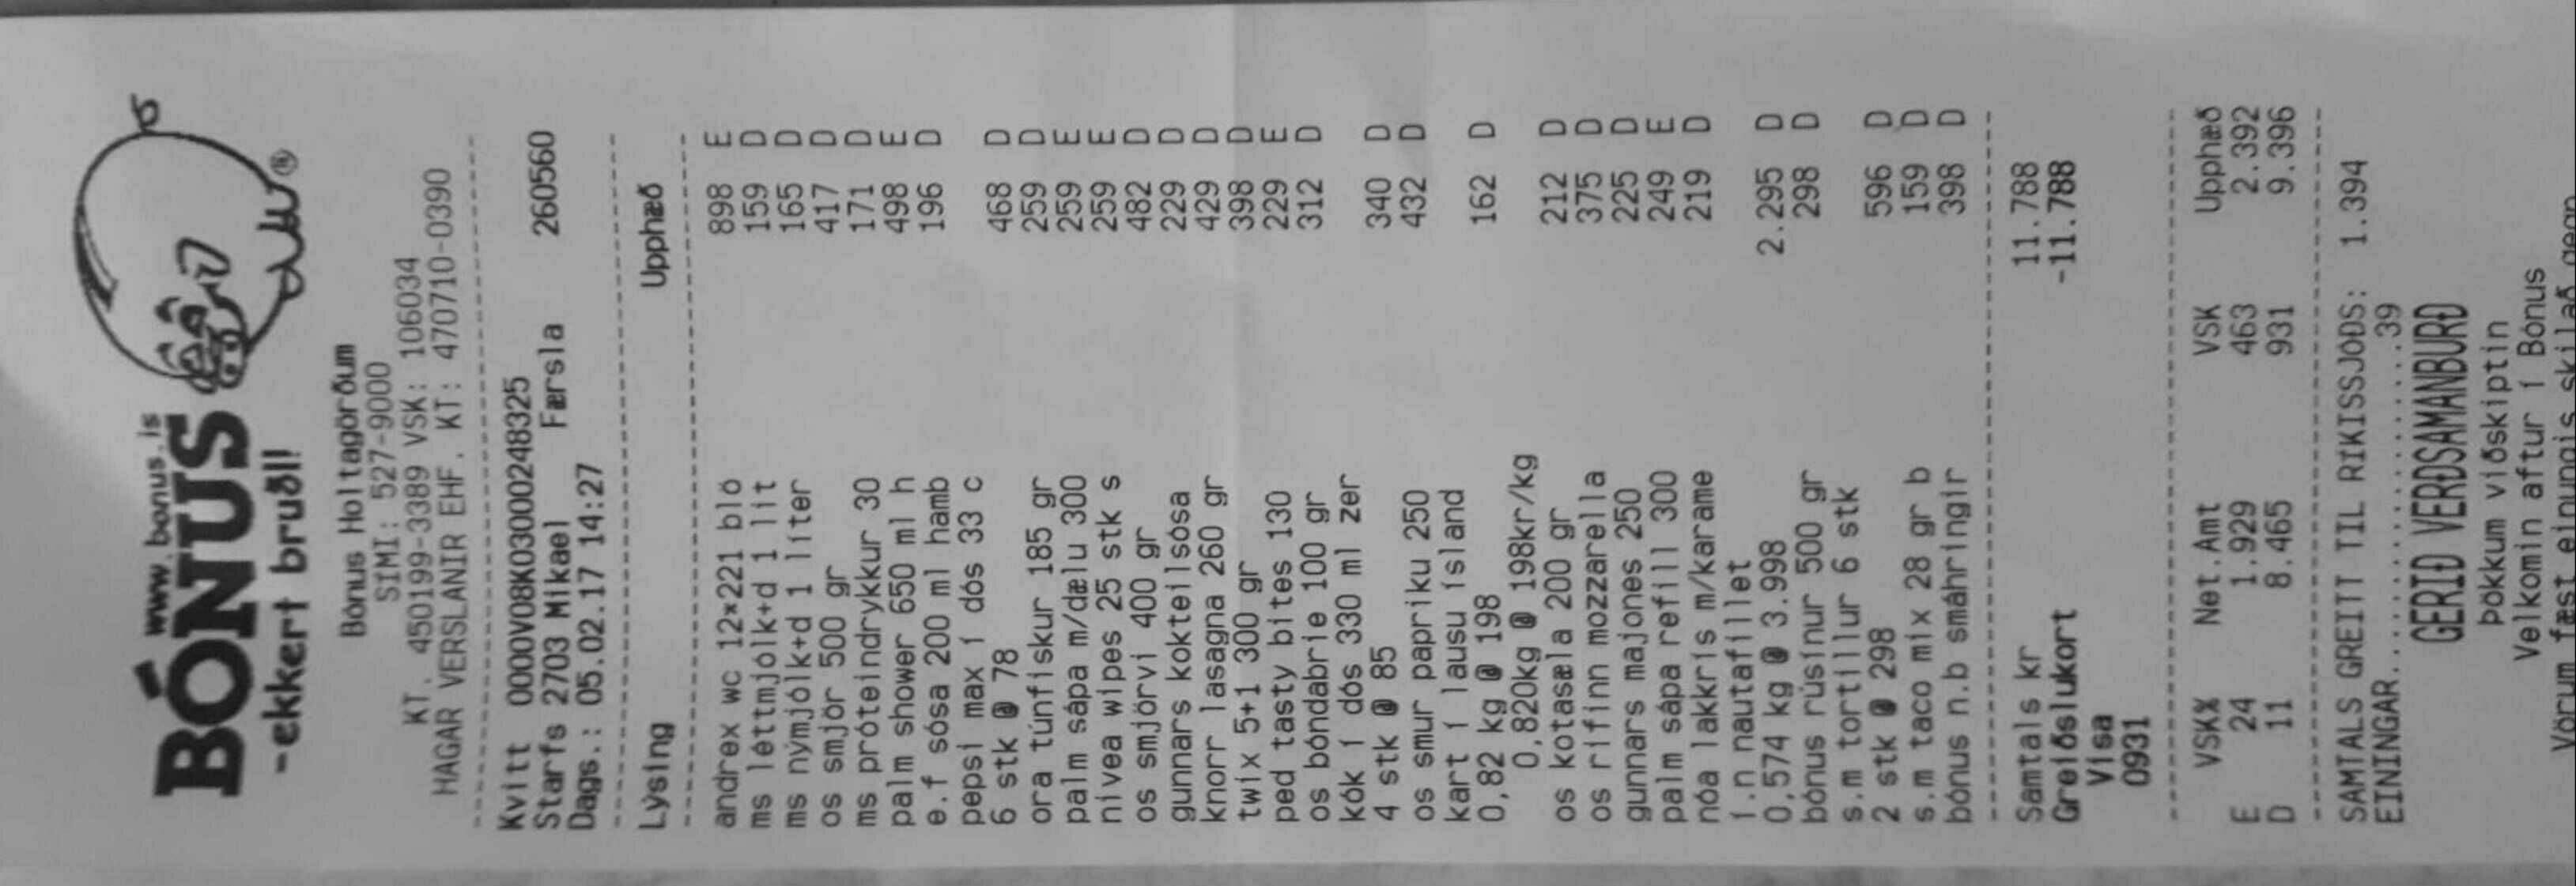 www.bonus.is
BÓNUS
-ekkert bruðl!
®
Bónus Holtagörðum
SIMI: 527-9000
KT. 450199-3389 VSK: 106034
HAGAR VERSLANIR EHF. KT: 470710-0390
Kvitt 0000V08K03000248325
Starfs 2703 Mikael Færsla 260560
Dags.: 05.02.17 14:27
Lýsing Upphæð
andrex wc 12*221 bló 898 E
ms léttmjólk+d 1 lít 159 D
ms nýmjólk+d 1 líter 165 D
os smjör 500 gr 417 D
ms próteindrykkur 30 171 D
palm shower 650 ml h 498 E
e.f sósa 200 ml hamb 196 D
pepsi max í dós 33 c
6 stk @ 78 468 D
ora túnfiskur 185 gr 259 D
palm sápa m/dælu 300 259 E
nivea wipes 25 stk s 259 E
os smjörvi 400 gr 482 D
gunnars kokteilsósa 229 D
knorr lasagna 260 gr 429 D
twix 5+1 300 gr 398 D
ped tasty bites 130 229 E
os bóndabrie 100 gr 312 D
kók í dós 330 ml zer
4 stk @ 85 340 D
os smur papriku 250 432 D
kart í lausu ísland
0,82 kg @ 198 162 D
0,820kg @ 198kr/kg
os kotasæla 200 gr 212 D
os rifinn mozzarella 375 D
gunnars majones 250 225 D
palm sápa refill 300 249 E
nóa lakkrís m/karame 219 D
í.n nautafillet
0,574 kg @ 3.998 2.295 D
bónus rúsínur 500 gr 298 D
s.m tortillur 6 stk
2 stk @ 298 596 D
s.m taco mix 28 gr b 159 D
bónus n.b smáhringir 398 D
Samtals kr 11.788
Greiðslukort -11.788
Visa
0931
VSK% Net.Amt VSK Upphæð
E 24 1.929 463 2.392
D 11 8.465 931 9.396
SAMTALS GREITT TIL RIKISSJOÐS: 1.394
EININGAR....................39
GERIÐ VERÐSAMANBURÐ
Þökkum viðskiptin
Velkomin aftur í Bónus
Vörum fæst einungis skilað gegn